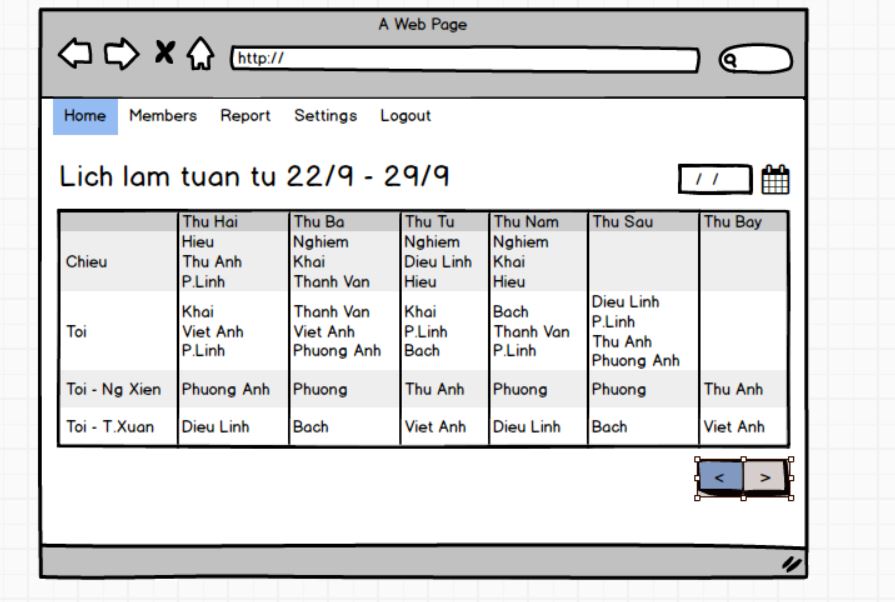 A Web Page
http://
Home Members Report Settings Logout
Lich lam tuan tu 22/9 - 29/9
/ /
Thu Hai Thu Ba Thu Tu Thu Nam Thu Sau Thu Bay
Chieu
Hieu
Thu Anh
P.Linh
Nghiem
Khai
Thanh Van
Nghiem
Dieu Linh
Hieu
Nghiem
Khai
Hieu
Toi
Khai
Viet Anh
P.Linh
Thanh Van
Viet Anh
Phuong Anh
Khai
P.Linh
Bach
Bach
Thanh Van
P.Linh
Dieu Linh
P.Linh
Thu Anh
Phuong Anh
Toi - Ng Xien Phuong Anh Phuong Thu Anh Phuong Phuong Thu Anh
Toi - T.Xuan Dieu Linh Bach Viet Anh Dieu Linh Bach Viet Anh
< >